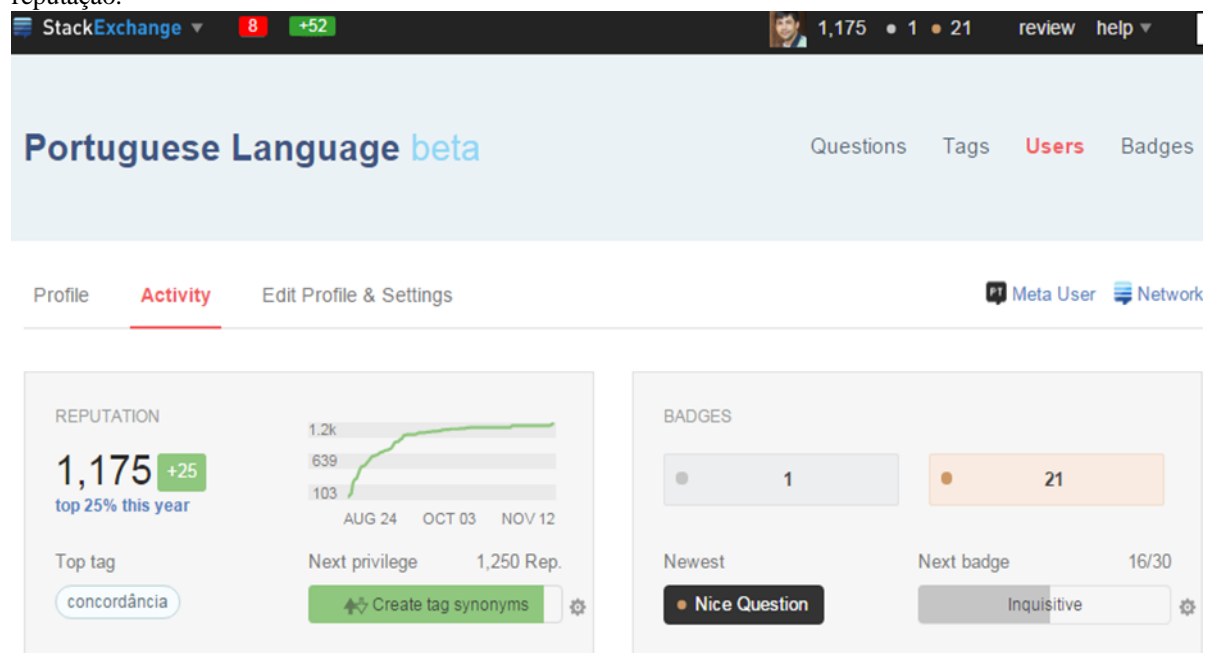 reputação.
StackExchange 8 +52 1,175 1 21 review help
Portuguese Language beta Questions Tags Users Badges
Profile Activity Edit Profile & Settings PT Meta User Network
REPUTATION
1,175 +25
top 25% this year
1.2k
639
103
AUG 24 OCT 03 NOV 12
Top tag
concordância
Next privilege 1,250 Rep.
Create tag synonyms
BADGES
1 21
Newest
Nice Question
Next badge 16/30
Inquisitive